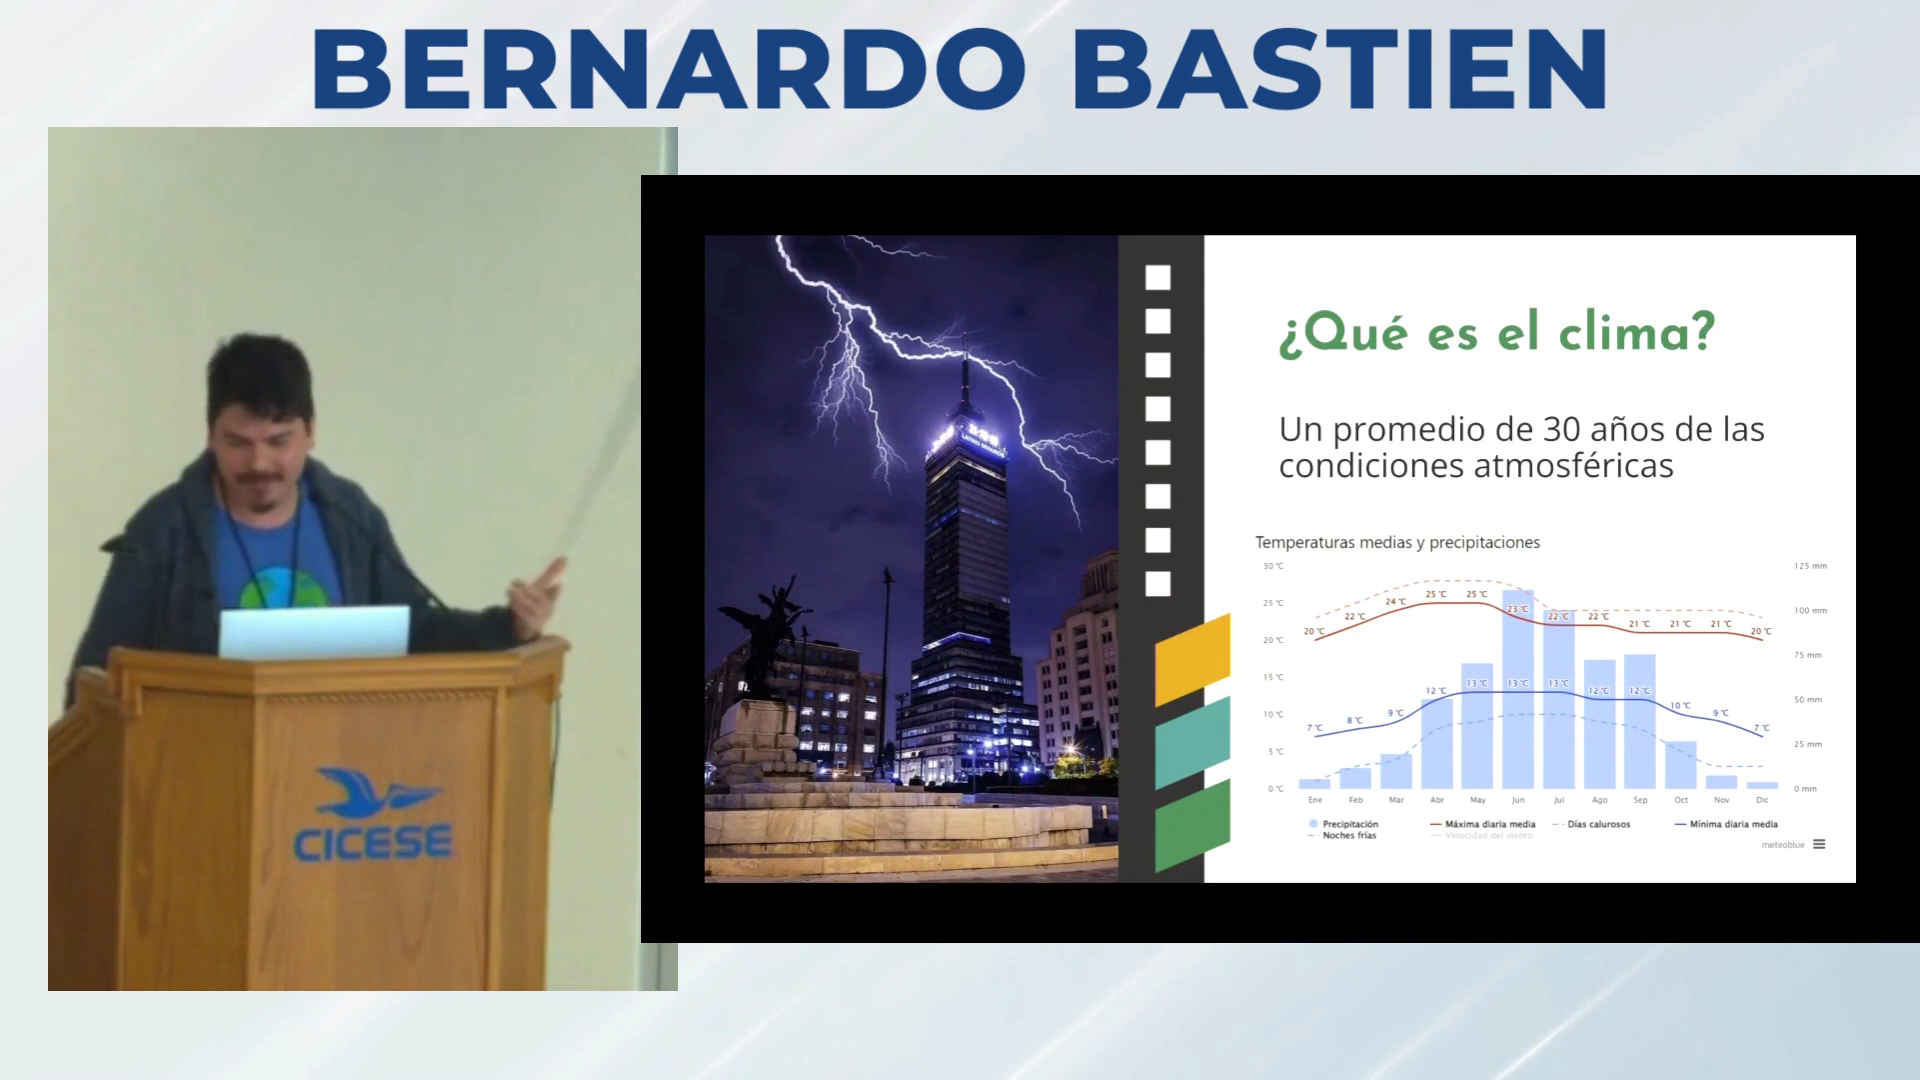 BERNARDO BASTIEN
CICESE
¿Qué es el clima?
Un promedio de 30 años de las
condiciones atmosféricas
Temperaturas medias y precipitaciones
30 °C
25 °C
20 °C
15 °C
10 °C
5 °C
0 °C
125 mm
100 mm
75 mm
50 mm
25 mm
0 mm
20 °C 22 °C 24 °C 25 °C 25 °C 23 °C 22 °C 22 °C 21 °C 21 °C 21 °C 20 °C
7 °C 8 °C 9 °C 12 °C 13 °C 13 °C 13 °C 12 °C 12 °C 10 °C 9 °C 7 °C
Ene Feb Mar Abr May Jun Jul Ago Sep Oct Nov Dic
Precipitación Máxima diaria media Días calurosos Mínima diaria media
Noches frías Velocidad del viento
meteoblue